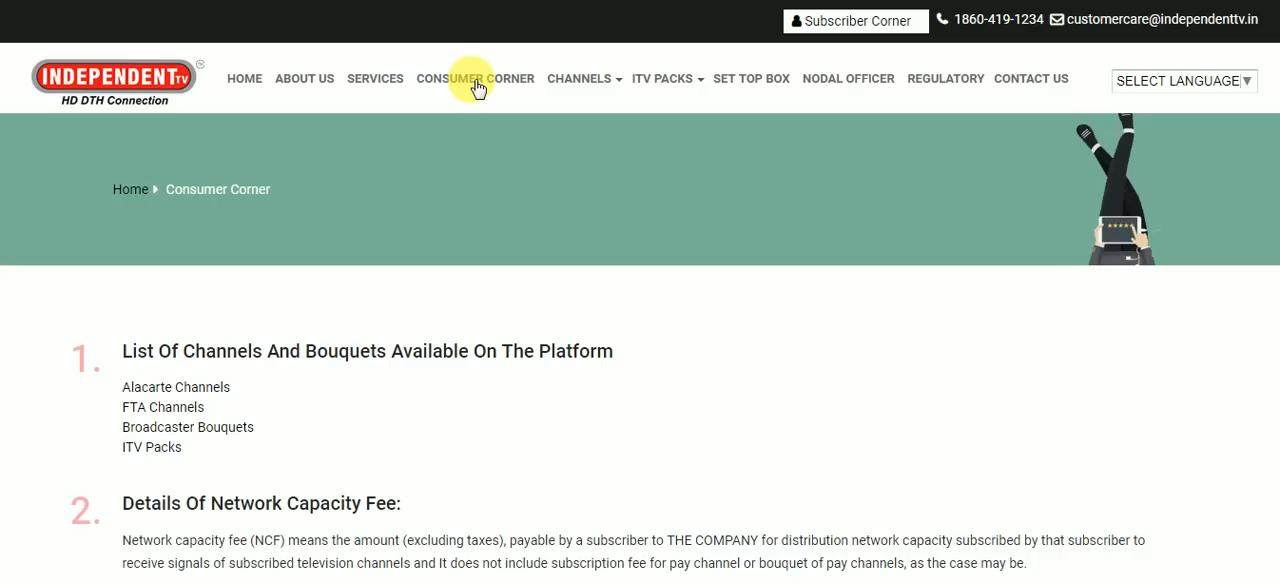 Subscriber Corner 1860-419-1234 customercare@independenttv.in
INDEPENDENT TV
HD DTH Connection
HOME ABOUT US SERVICES CONSUMER CORNER CHANNELS ITV PACKS SET TOP BOX NODAL OFFICER REGULATORY CONTACT US SELECT LANGUAGE
Home Consumer Corner
1. List Of Channels And Bouquets Available On The Platform
Alacarte Channels
FTA Channels
Broadcaster Bouquets
ITV Packs
2. Details Of Network Capacity Fee:
Network capacity fee (NCF) means the amount (excluding taxes), payable by a subscriber to THE COMPANY for distribution network capacity subscribed by that subscriber to
receive signals of subscribed television channels and It does not include subscription fee for pay channel or bouquet of pay channels, as the case may be.